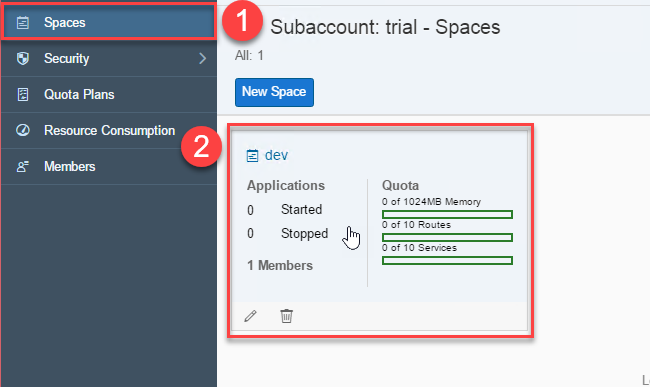 Spaces
Security
Quota Plans
Resource Consumption
Members
1
Subaccount: trial - Spaces
All: 1
New Space
2
dev
Applications
0 Started
0 Stopped
1 Members
Quota
0 of 1024MB Memory
0 of 10 Routes
0 of 10 Services